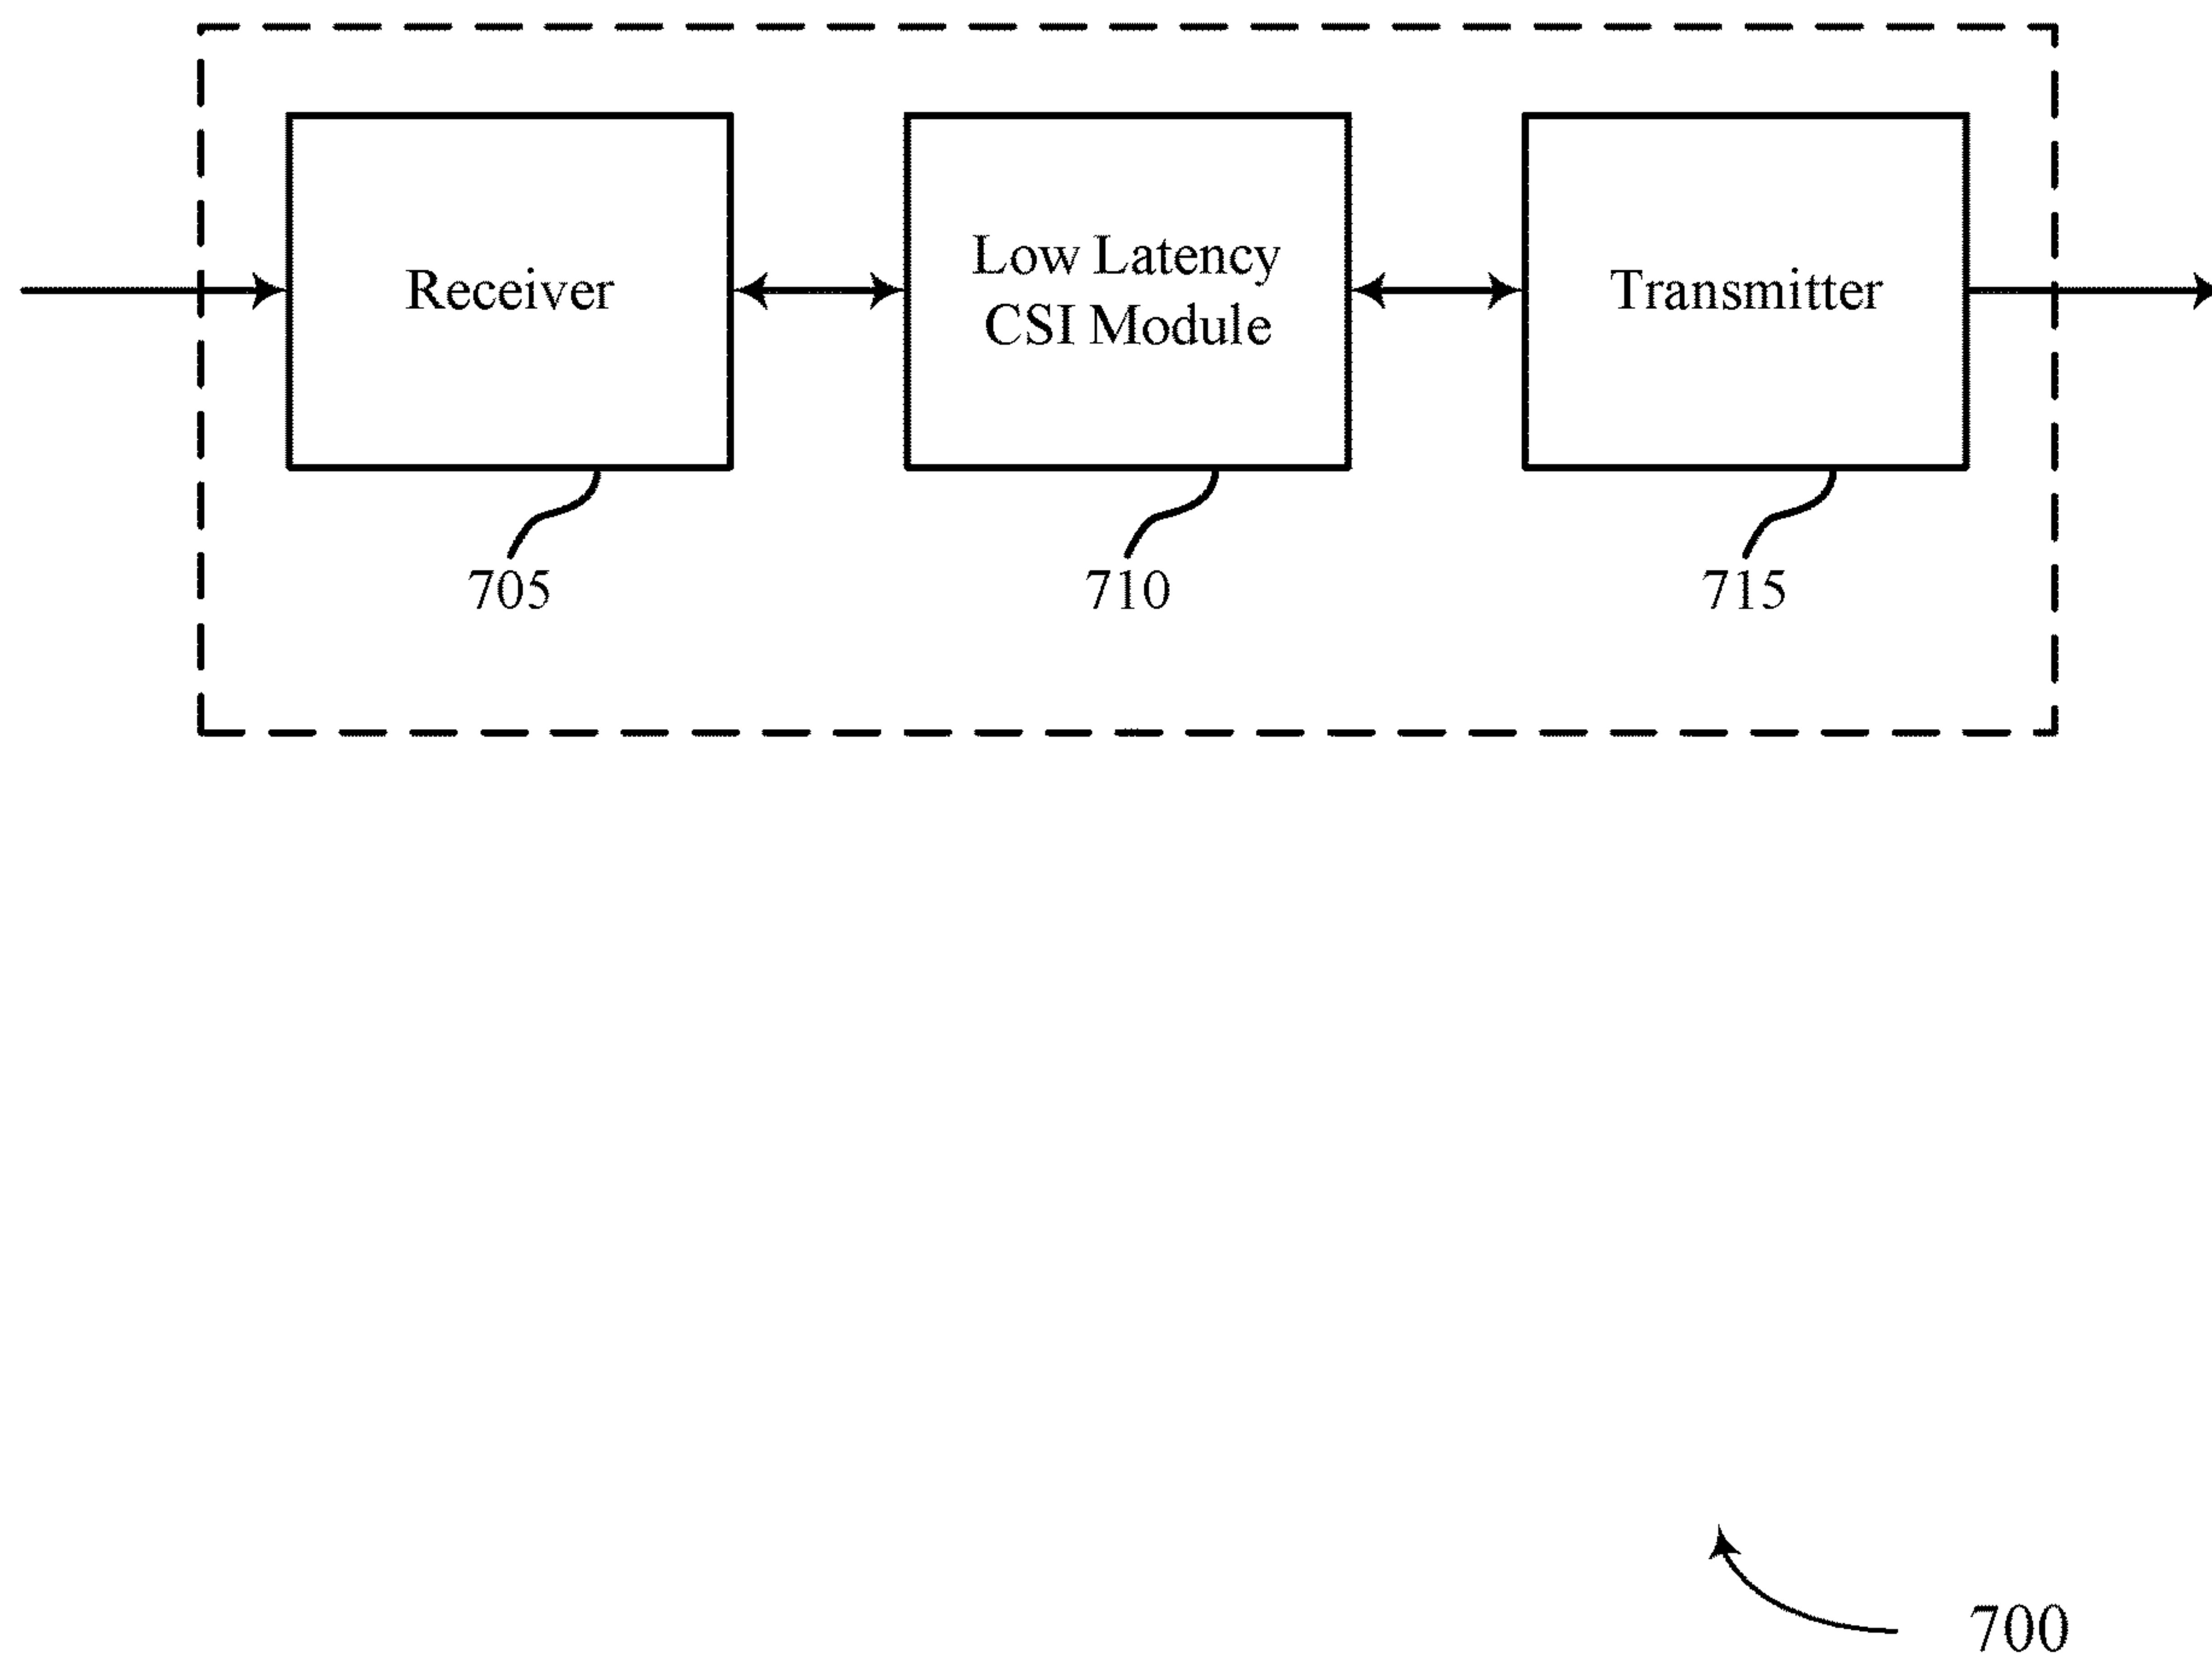 Receiver
Low Latency
CSI Module
Transmitter
705
710
715
700